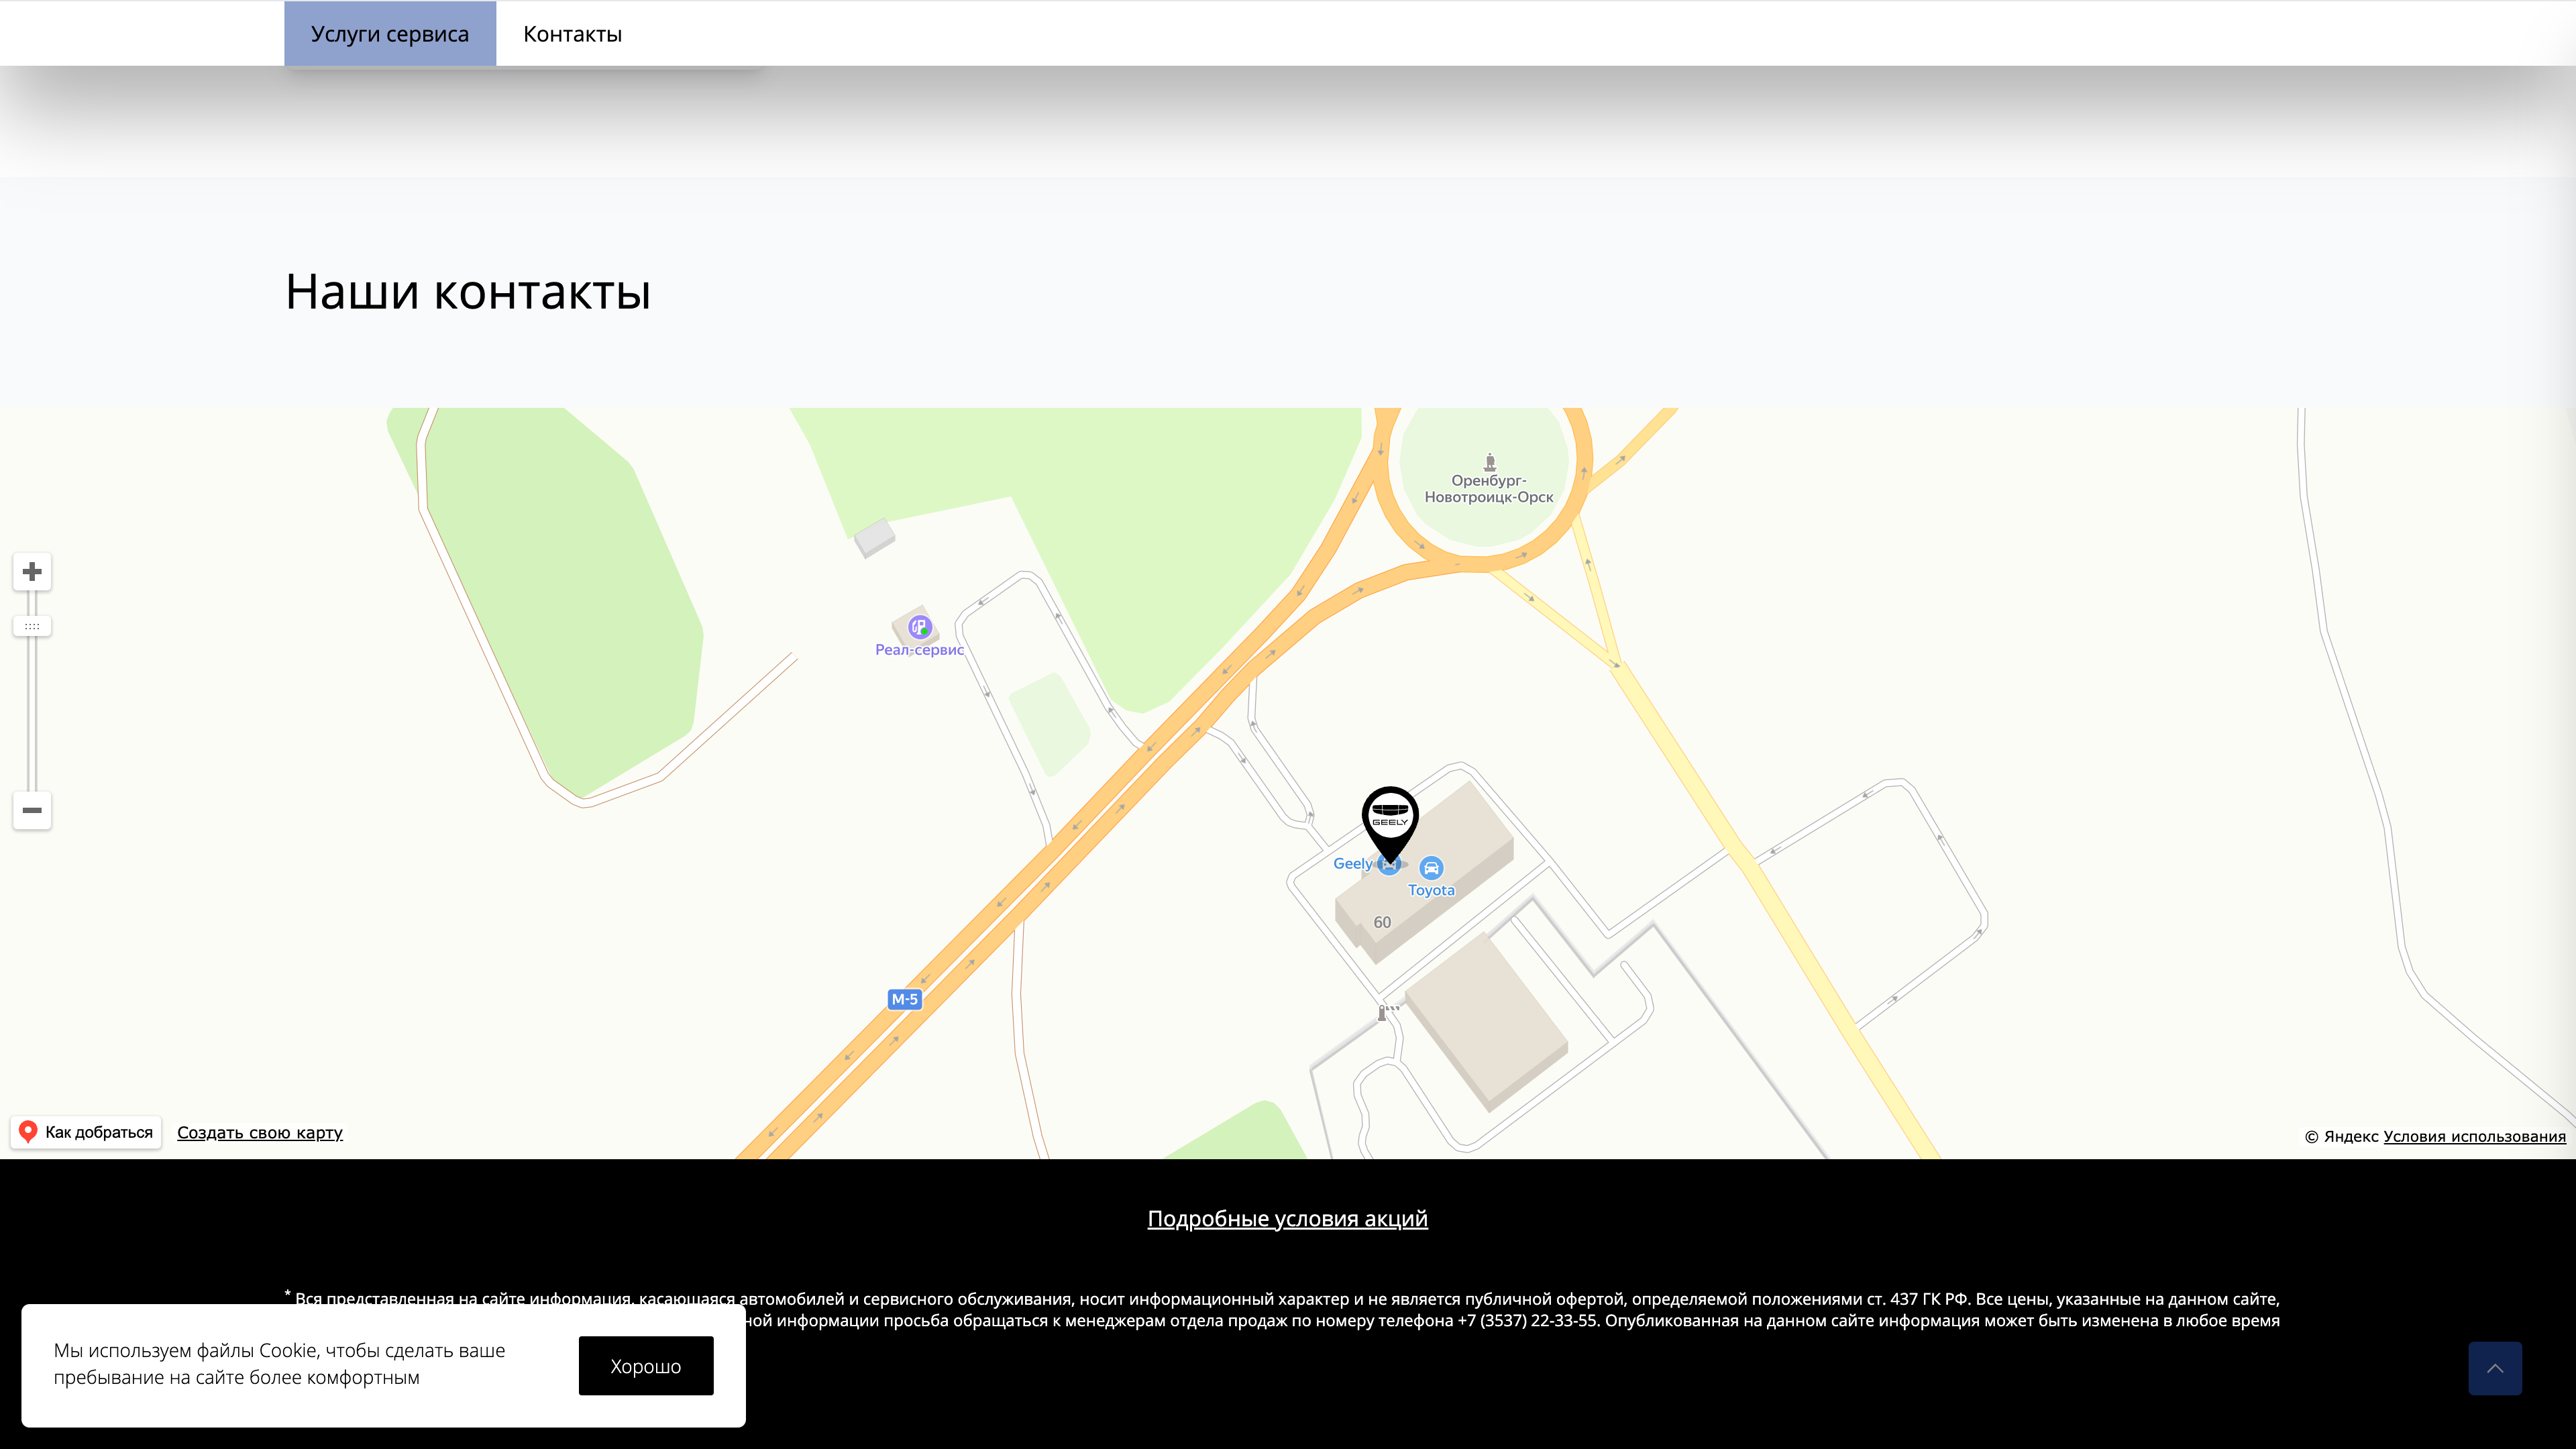 Услуги сервиса
Контакты
Наши контакты
Оренбург-
Новотроицк-Орск
Реал-сервис
GEELY
Geely
Toyota
60
М-5
Как добраться
Создать свою карту
© Яндекс Условия использования
Подробные условия акций
* Вся представленная на сайте информация, касающаяся автомобилей и сервисного обслуживания, носит информационный характер и не является публичной офертой, определяемой положениями ст. 437 ГК РФ. Все цены, указанные на данном сайте,
ной информации просьба обращаться к менеджерам отдела продаж по номеру телефона +7 (3537) 22-33-55. Опубликованная на данном сайте информация может быть изменена в любое время
Мы используем файлы Cookie, чтобы сделать ваше
пребывание на сайте более комфортным
Хорошо